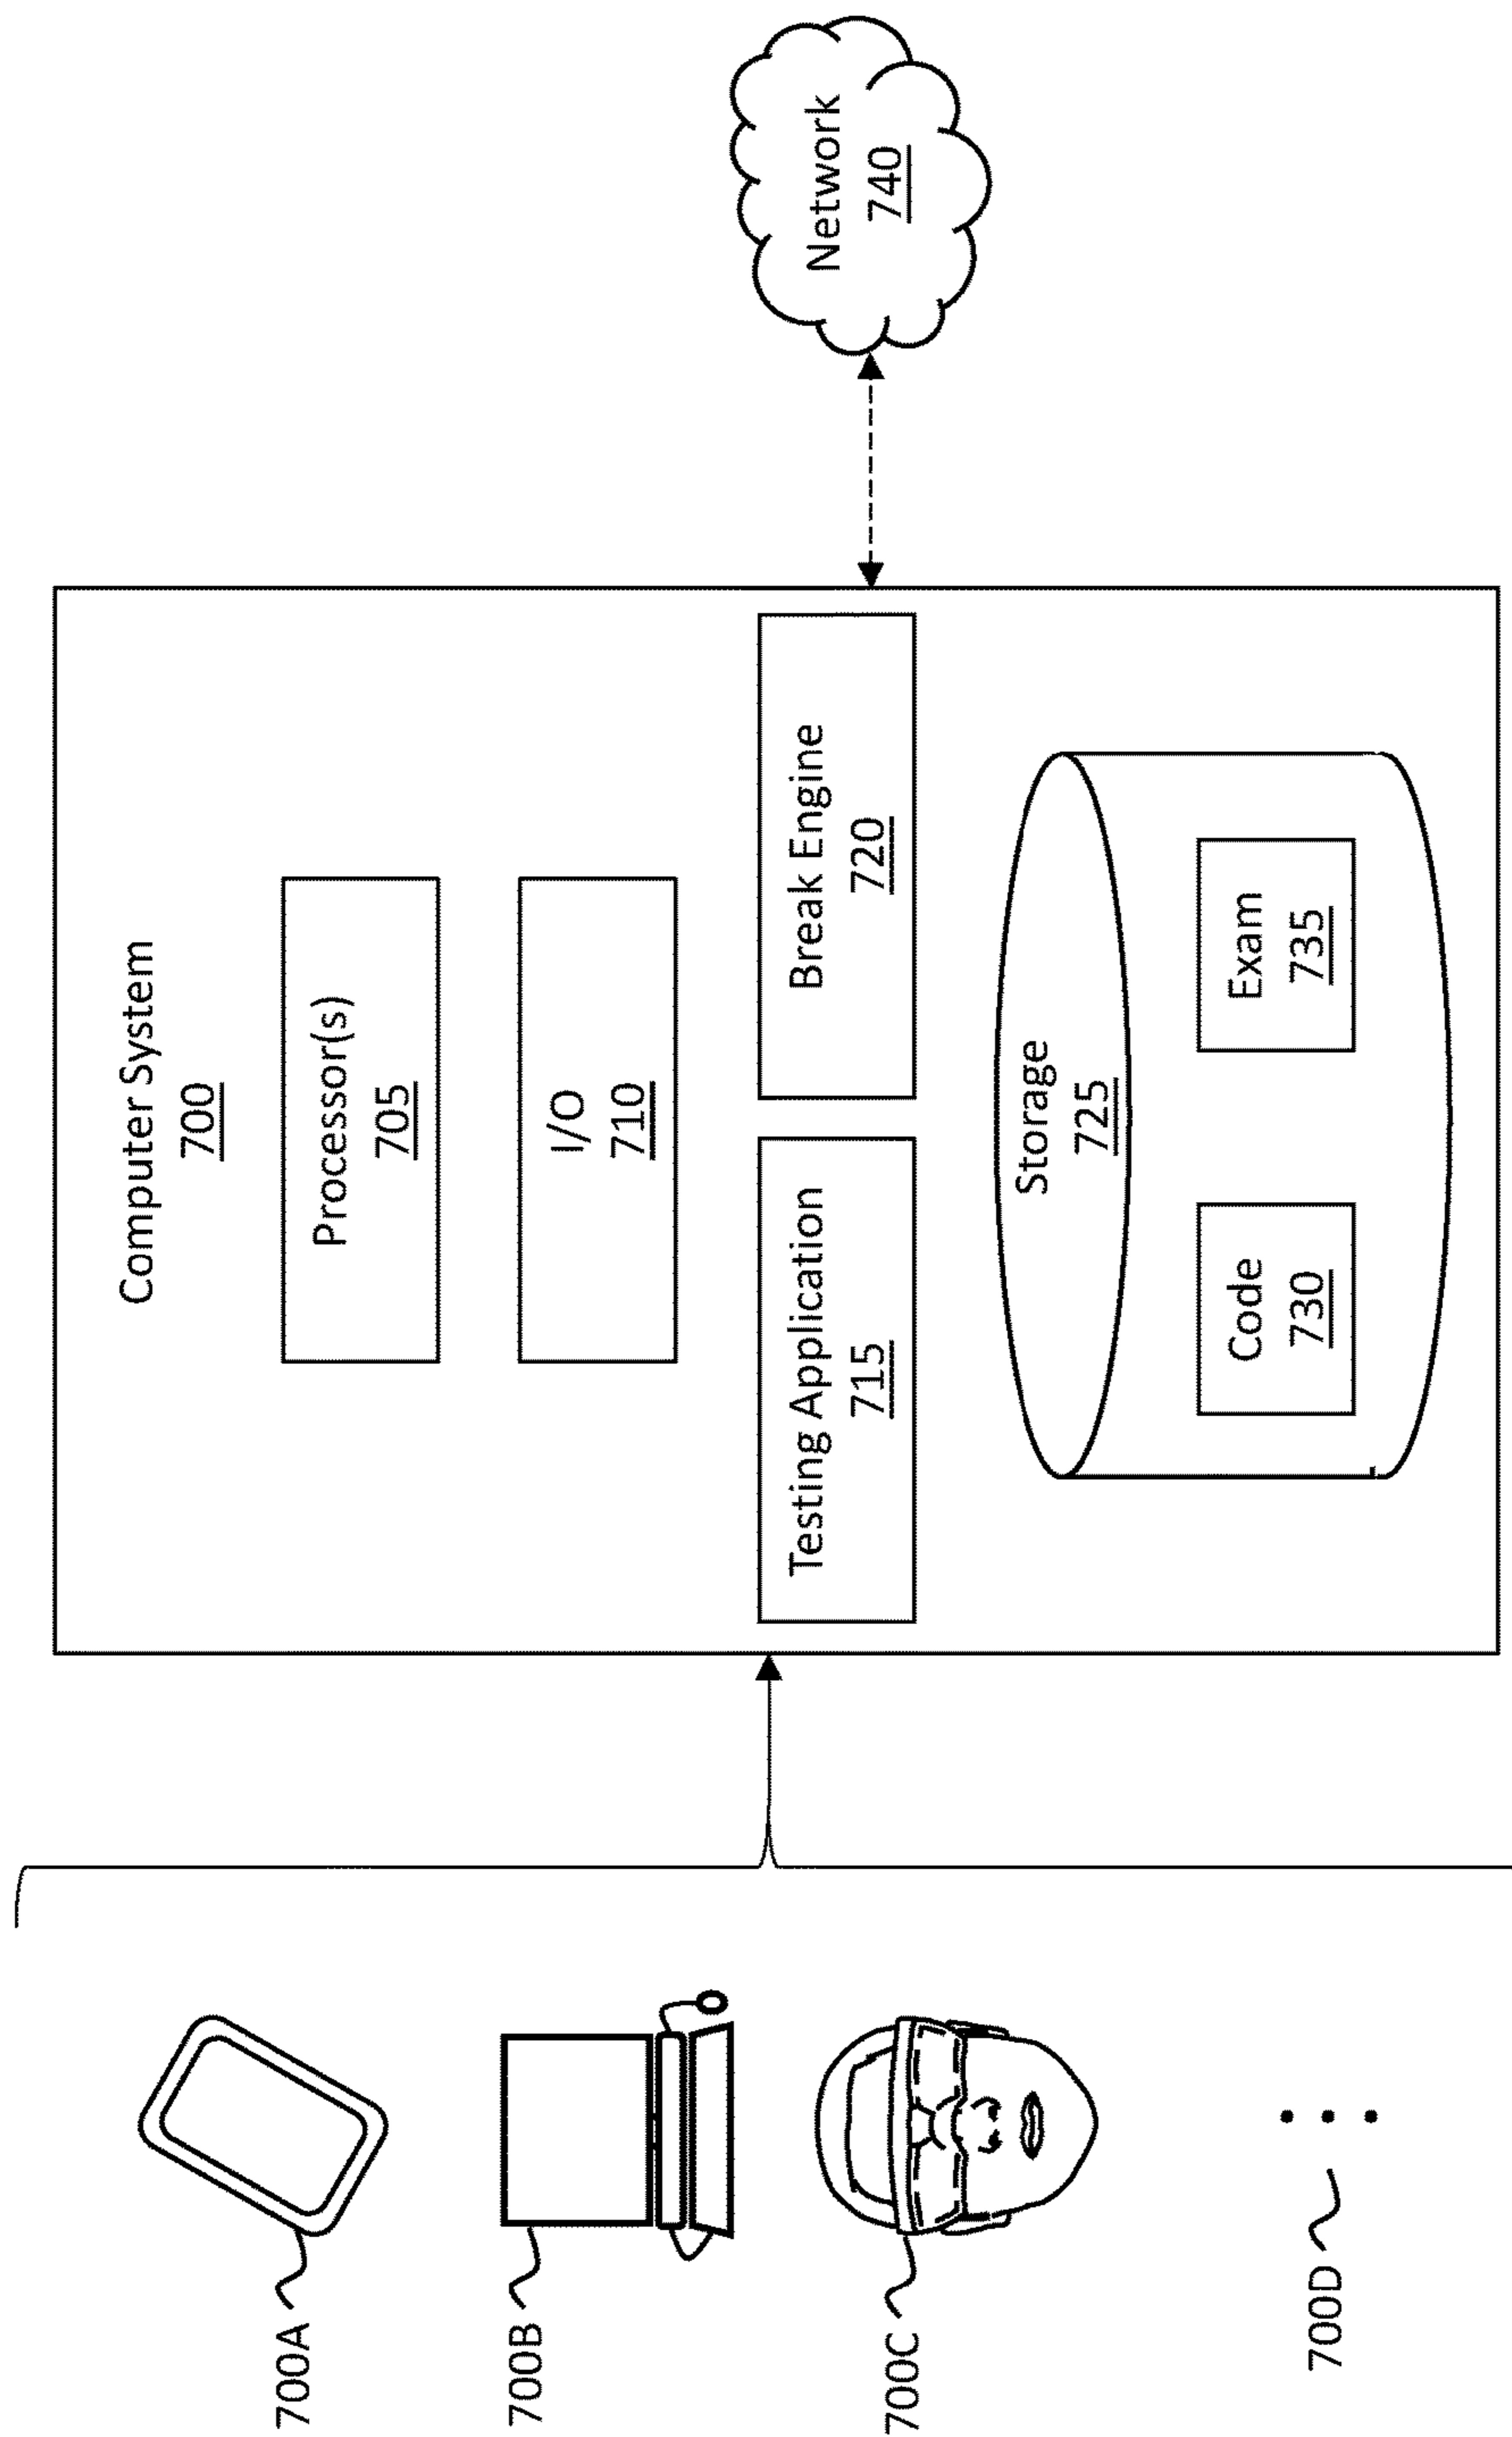 700A
700B
700C
700D
Computer System
700
Processor(s)
705
I/O
710
Testing Application
715
Break Engine
720
Storage
725
Code
730
Exam
735
Network
740